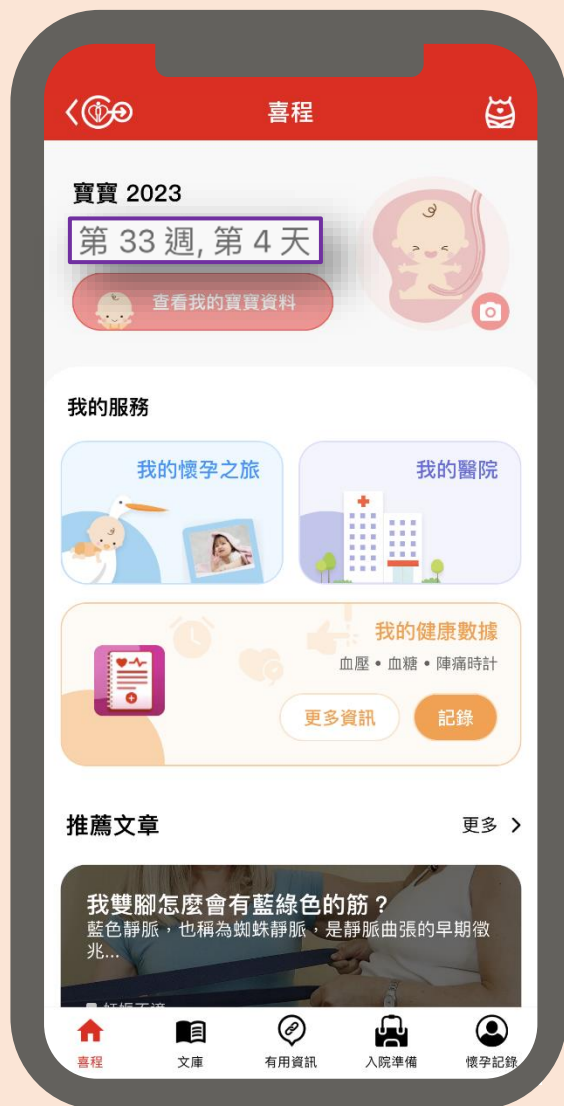 喜程
寶寶 2023
第 33 週, 第 4 天
查看我的寶寶資料
我的服務
我的懷孕之旅
我的醫院
我的健康數據
血壓 • 血糖 • 陣痛時計
更多資訊
記錄
推薦文章
更多
我雙腳怎麼會有藍綠色的筋？
藍色靜脈，也稱為蜘蛛靜脈，是靜脈曲張的早期徵
兆...
喜程
文庫
有用資訊
入院準備
懷孕記錄